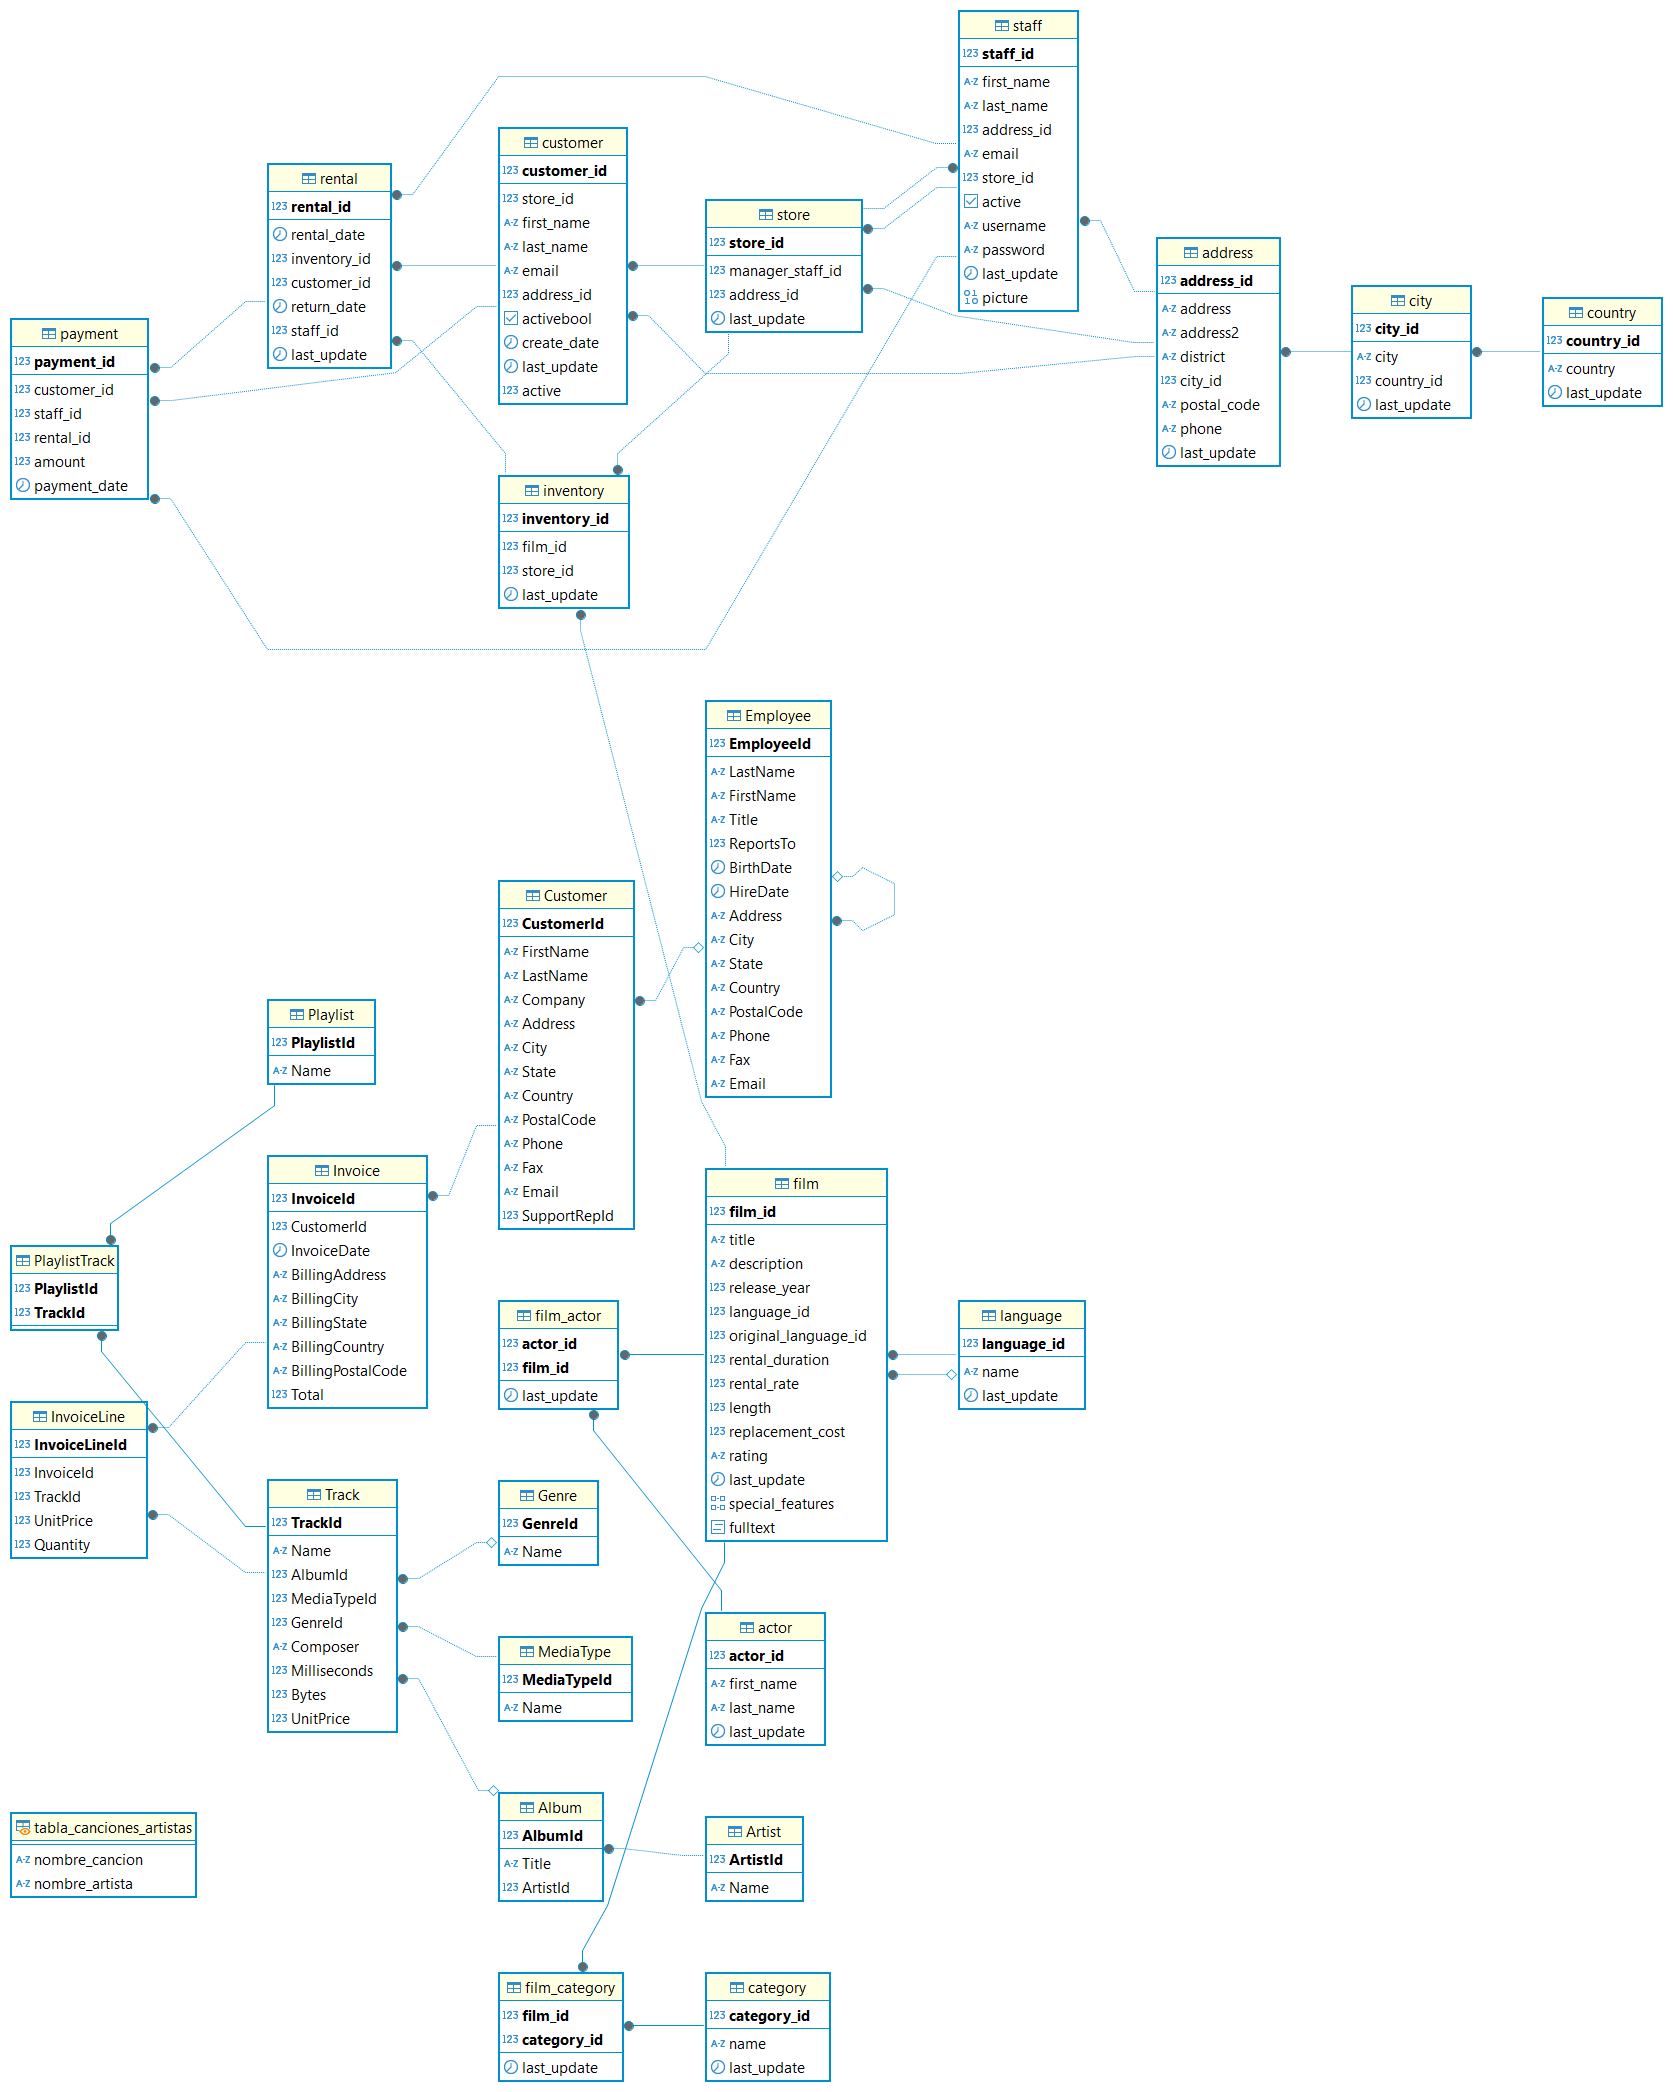 staff
123 staff_id
A-Z first_name
A-Z last_name
123 address_id
A-Z email
123 store_id
active
A-Z username
A-Z password
last_update
picture
customer
123 customer_id
123 store_id
A-Z first_name
A-Z last_name
A-Z email
123 address_id
activebool
create_date
last_update
123 active
rental
123 rental_id
rental_date
123 inventory_id
123 customer_id
return_date
123 staff_id
last_update
store
123 store_id
123 manager_staff_id
123 address_id
last_update
address
123 address_id
A-Z address
A-Z address2
A-Z district
123 city_id
A-Z postal_code
A-Z phone
last_update
city
123 city_id
A-Z city
123 country_id
last_update
country
123 country_id
A-Z country
last_update
payment
123 payment_id
123 customer_id
123 staff_id
123 rental_id
123 amount
payment_date
inventory
123 inventory_id
123 film_id
123 store_id
last_update
Employee
123 EmployeeId
A-Z LastName
A-Z FirstName
A-Z Title
123 ReportsTo
BirthDate
HireDate
A-Z Address
A-Z City
A-Z State
A-Z Country
A-Z PostalCode
A-Z Phone
A-Z Fax
A-Z Email
Customer
123 CustomerId
A-Z FirstName
A-Z LastName
A-Z Company
A-Z Address
A-Z City
A-Z State
A-Z Country
A-Z PostalCode
A-Z Phone
A-Z Fax
A-Z Email
123 SupportRepId
Playlist
123 PlaylistId
A-Z Name
Invoice
123 InvoiceId
123 CustomerId
InvoiceDate
A-Z BillingAddress
A-Z BillingCity
A-Z BillingState
A-Z BillingCountry
A-Z BillingPostalCode
123 Total
film
123 film_id
A-Z title
A-Z description
123 release_year
123 language_id
123 original_language_id
123 rental_duration
123 rental_rate
123 length
123 replacement_cost
A-Z rating
last_update
special_features
fulltext
PlaylistTrack
123 PlaylistId
123 TrackId
film_actor
123 actor_id
123 film_id
last_update
language
123 language_id
A-Z name
last_update
InvoiceLine
123 InvoiceLineId
123 InvoiceId
123 TrackId
123 UnitPrice
123 Quantity
Track
123 TrackId
A-Z Name
123 AlbumId
123 MediaTypeId
123 GenreId
A-Z Composer
123 Milliseconds
123 Bytes
123 UnitPrice
Genre
123 GenreId
A-Z Name
MediaType
123 MediaTypeId
A-Z Name
actor
123 actor_id
A-Z first_name
A-Z last_name
last_update
Album
123 AlbumId
A-Z Title
123 ArtistId
Artist
123 ArtistId
A-Z Name
tabla_canciones_artistas
A-Z nombre_cancion
A-Z nombre_artista
film_category
123 film_id
123 category_id
last_update
category
123 category_id
A-Z name
last_update